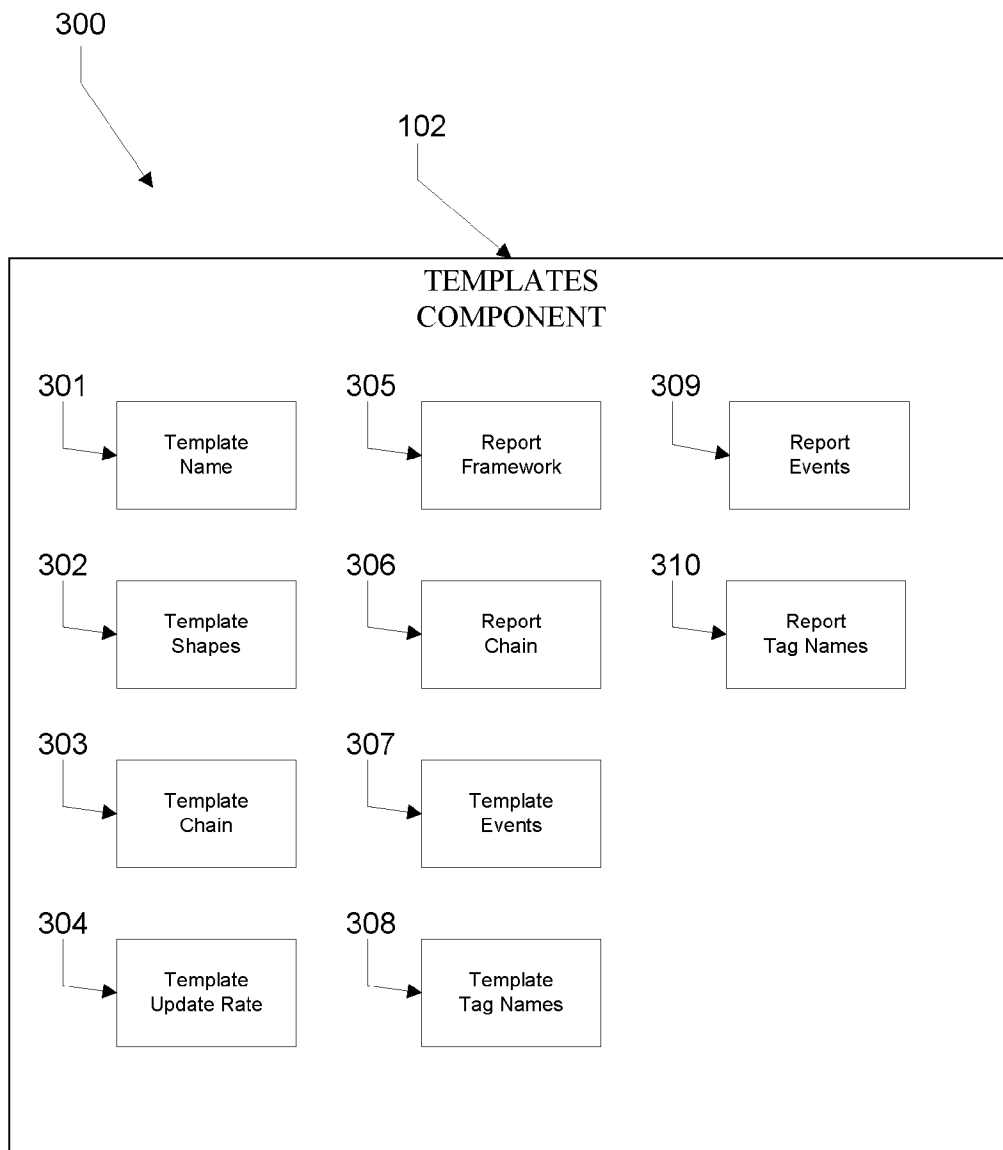 300
102
TEMPLATES
COMPONENT
301
Template
Name
305
Report
Framework
309
Report
Events
302
Template
Shapes
306
Report
Chain
310
Report
Tag Names
303
Template
Chain
307
Template
Events
304
Template
Update Rate
308
Template
Tag Names